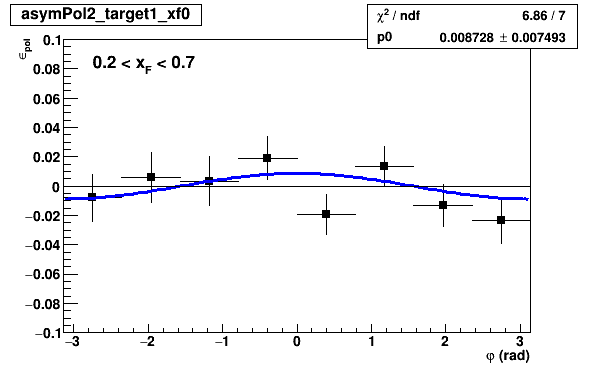 asymPol2_target1_xf0
χ² / ndf 6.86 / 7
p0 0.008728 ± 0.007493
ε_pol
0.2 < x_F < 0.7
0.1
0.08
0.06
0.04
0.02
0
−0.02
−0.04
−0.06
−0.08
−0.1
−3 −2 −1 0 1 2 3
φ (rad)